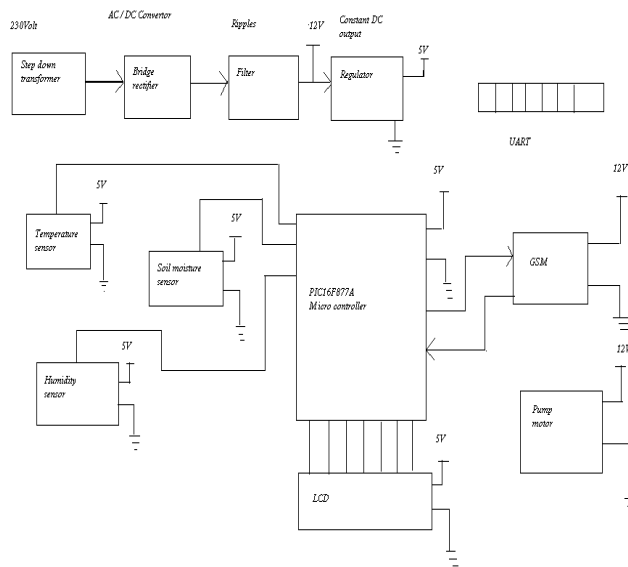 230Volt
AC / DC Convertor
Ripples
12V
Constant DC
output
5V
Step down
transformer
Bridge
rectifier
Filter
Regulator
UART
5V
12V
5V
5V
Temperature
sensor
Soil moisture
sensor
PIC16F877A
Micro controller
GSM
5V
12V
Humidity
sensor
Pump
motor
5V
LCD